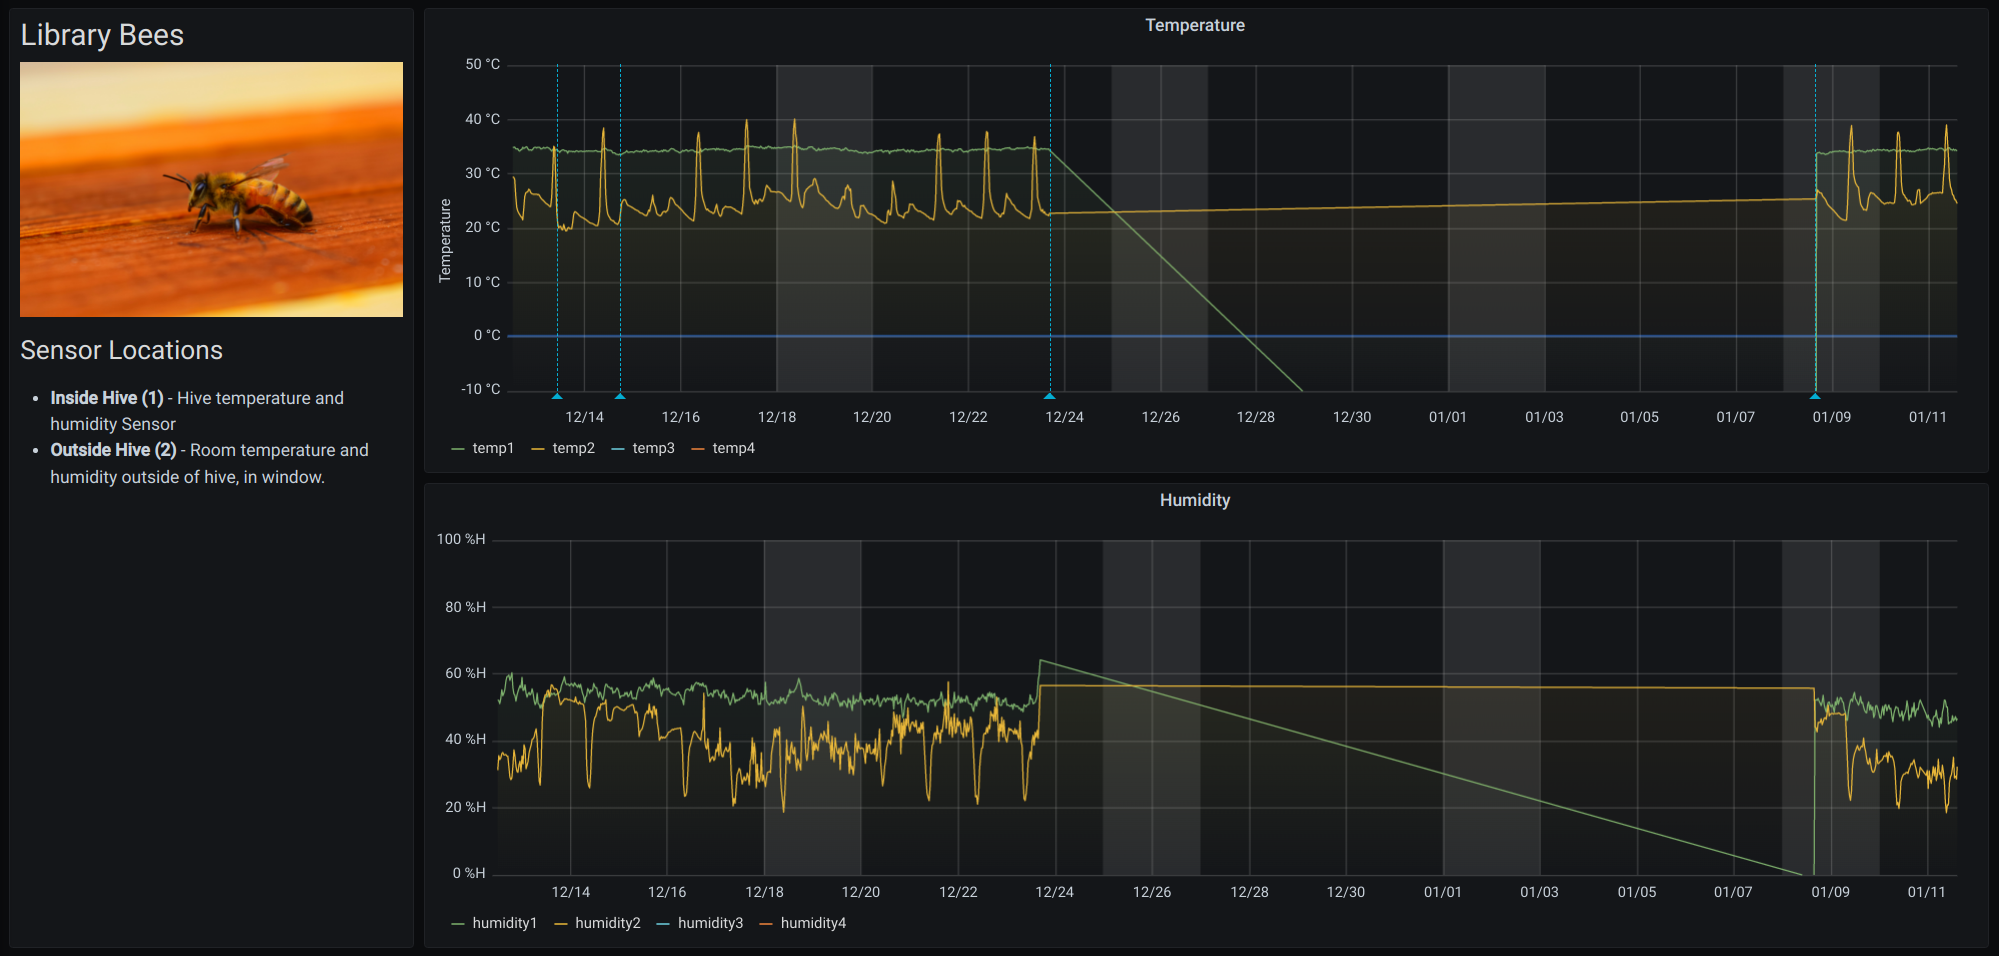 Library Bees
Sensor Locations
• Inside Hive (1) - Hive temperature and
humidity Sensor
• Outside Hive (2) - Room temperature and
humidity outside of hive, in window.
Temperature
50 °C
40 °C
30 °C
20 °C
10 °C
0 °C
-10 °C
Temperature
12/14 12/16 12/18 12/20 12/22 12/24 12/26 12/28 12/30 01/01 01/03 01/05 01/07 01/09 01/11
temp1 temp2 temp3 temp4
Humidity
100 %H
80 %H
60 %H
40 %H
20 %H
0 %H
12/14 12/16 12/18 12/20 12/22 12/24 12/26 12/28 12/30 01/01 01/03 01/05 01/07 01/09 01/11
humidity1 humidity2 humidity3 humidity4